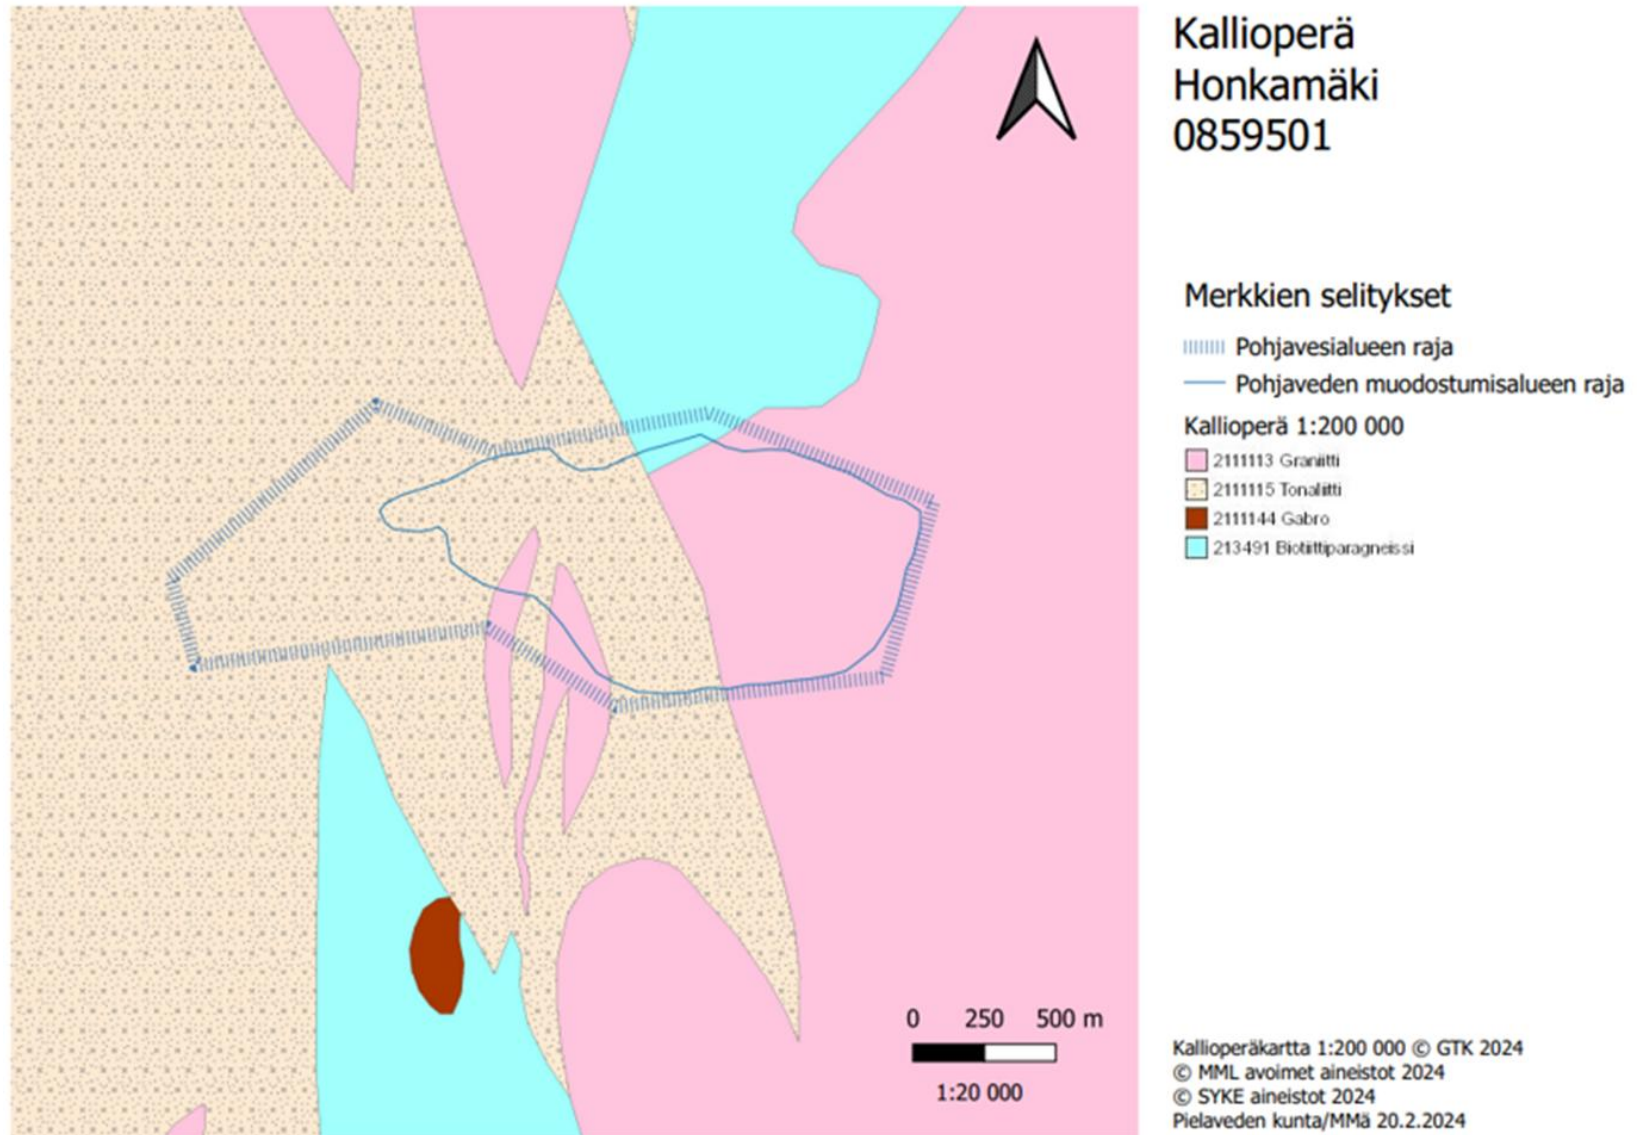 Kallioperä
Honkamäki
0859501
Merkkien selitykset
Pohjavesialueen raja
Pohjaveden muodostumisalueen raja
Kallioperä 1:200 000
2111113 Graniitti
2111115 Tonaliitti
2111144 Gabro
213491 Biotiittiparagneissi
0 250 500 m
1:20 000
Kallioperäkartta 1:200 000 © GTK 2024
© MML avoimet aineistot 2024
© SYKE aineistot 2024
Pielaveden kunta/MMä 20.2.2024